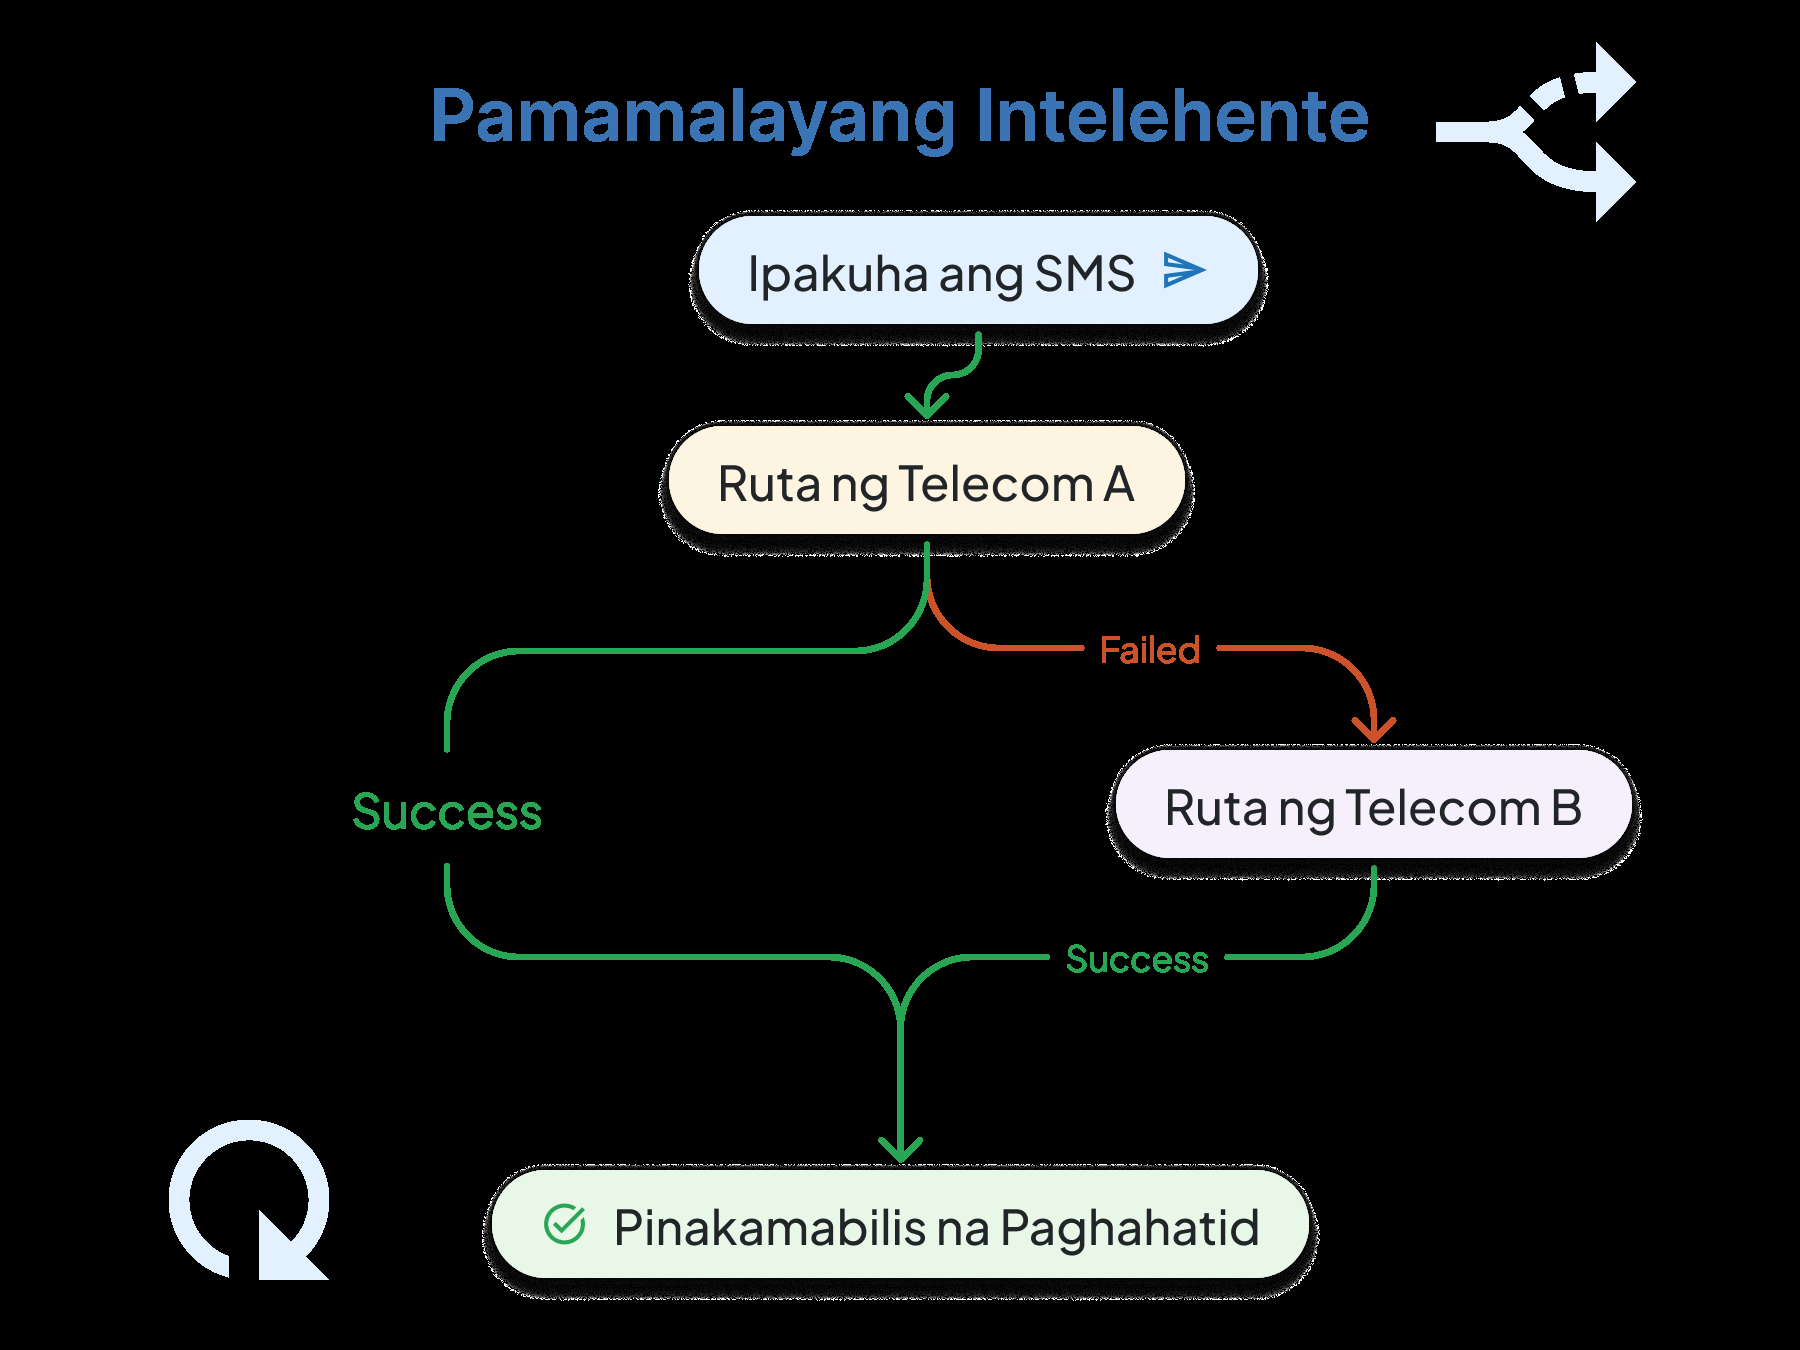 Pamamalayang Intelehente
Ipakuha ang SMS
Ruta ng Telecom A
Failed
Success
Ruta ng Telecom B
Success
Pinakamabilis na Paghahatid